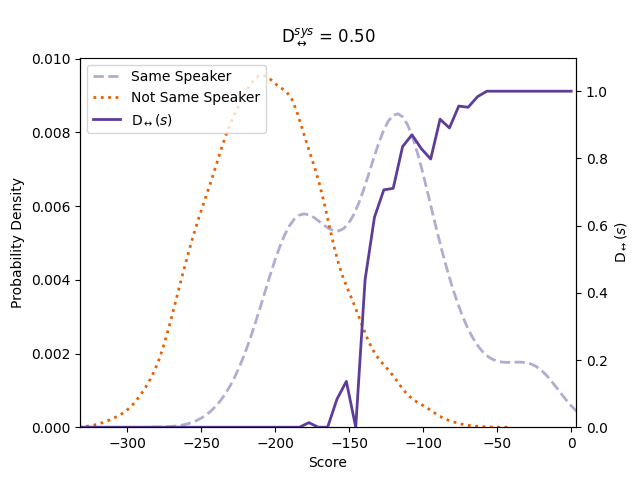 D↔^sys = 0.50
Same Speaker
Not Same Speaker
D↔(s)
0.010
0.008
0.006
0.004
0.002
0.000
Probability Density
1.0
0.8
0.6
0.4
0.2
0.0
D↔(s)
−300 −250 −200 −150 −100 −50 0
Score